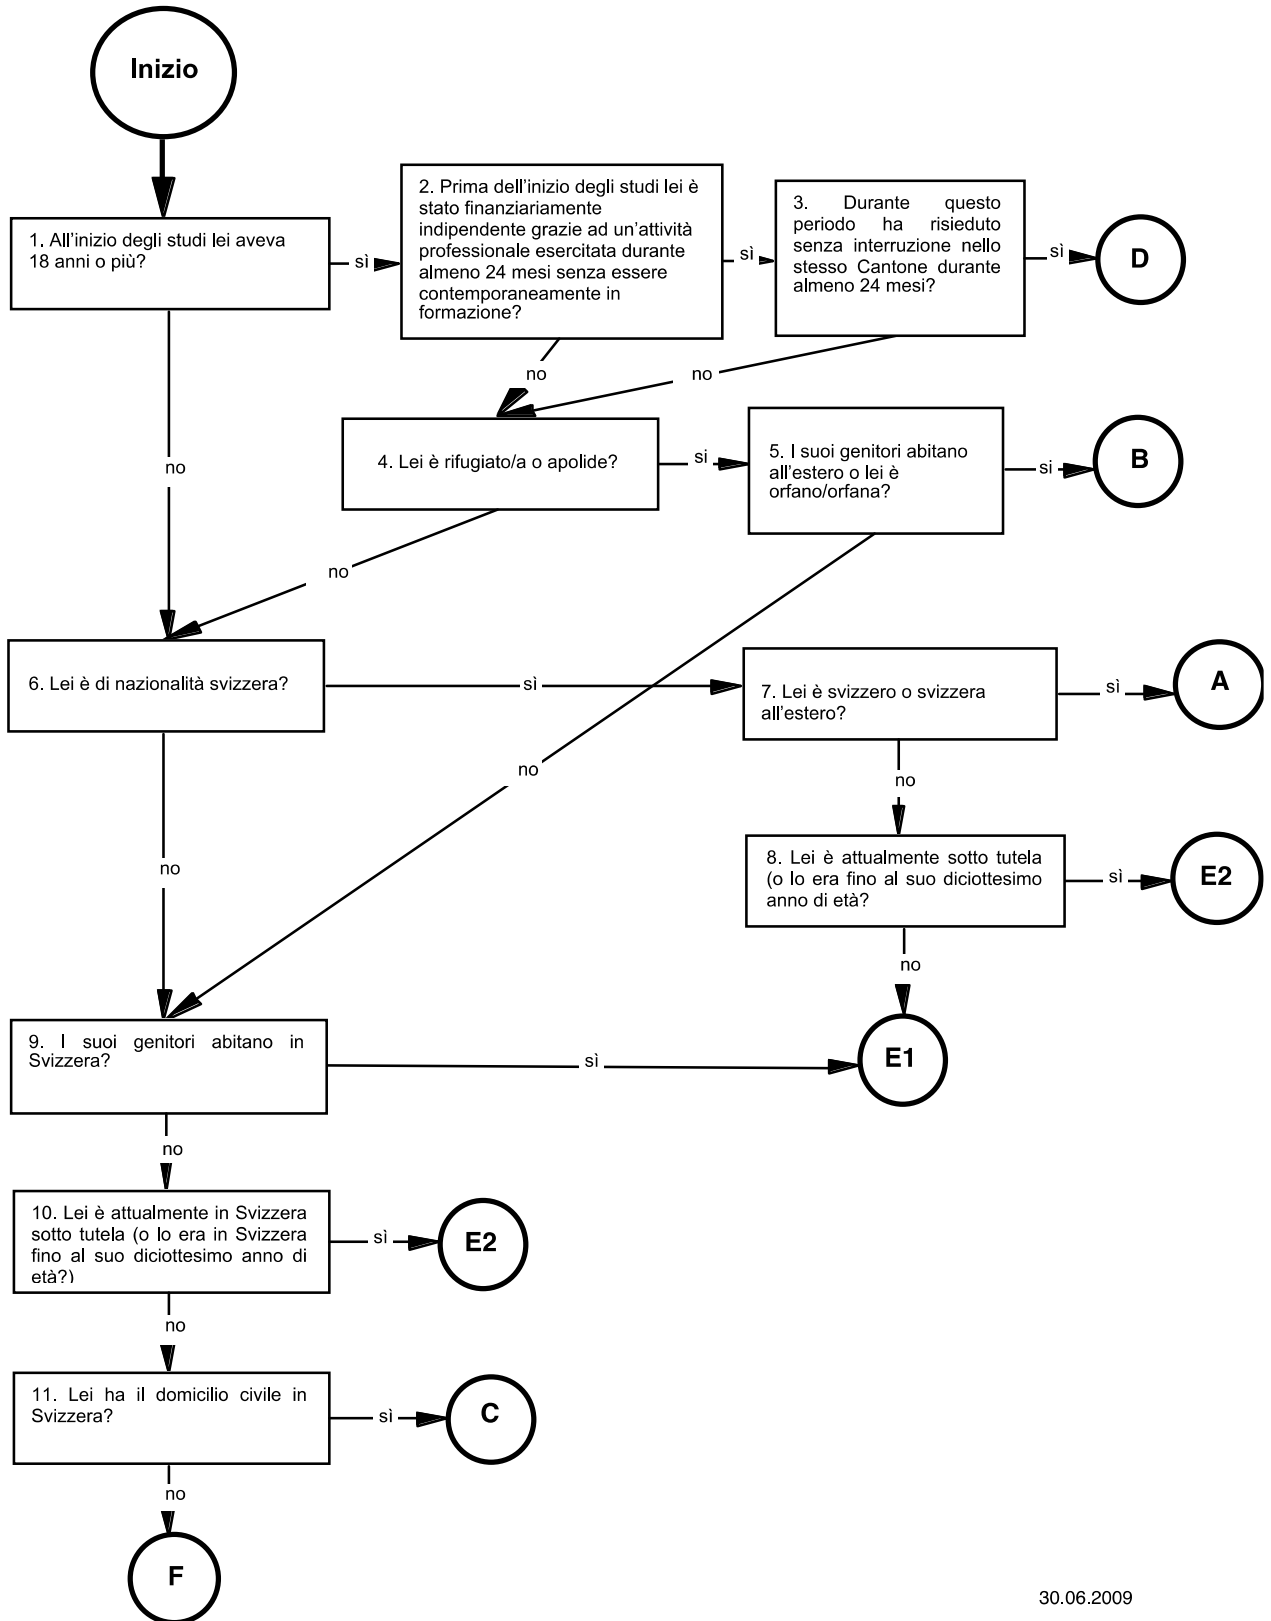 Inizio
1. All'inizio degli studi lei aveva
18 anni o più?
sì
2. Prima dell'inizio degli studi lei è
stato finanziariamente
indipendente grazie ad un'attività
professionale esercitata durante
almeno 24 mesi senza essere
contemporaneamente in
formazione?
sì
3. Durante questo
periodo ha risieduto
senza interruzione nello
stesso Cantone durante
almeno 24 mesi?
sì
D
no
no
no
4. Lei è rifugiato/a o apolide?
si
5. I suoi genitori abitano
all'estero o lei è
orfano/orfana?
si
B
no
6. Lei è di nazionalità svizzera?
sì
7. Lei è svizzero o svizzera
all'estero?
sì
A
no
no
no
8. Lei è attualmente sotto tutela
(o lo era fino al suo diciottesimo
anno di età?
sì
E2
no
9. I suoi genitori abitano in
Svizzera?
sì
E1
no
10. Lei è attualmente in Svizzera
sotto tutela (o lo era in Svizzera
fino al suo diciottesimo anno di
età?)
sì
E2
no
11. Lei ha il domicilio civile in
Svizzera?
sì
C
no
F
30.06.2009